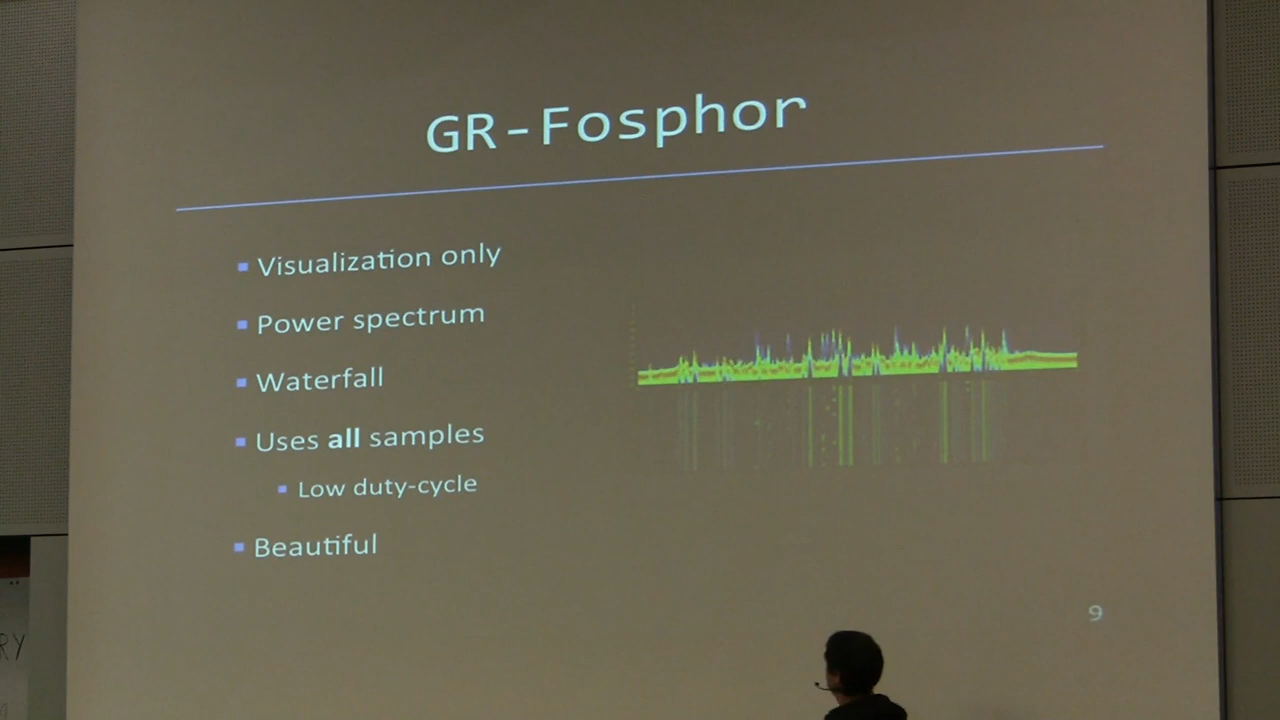 GR-Fosphor
Visualization only
Power spectrum
Waterfall
Uses all samples
Low duty-cycle
Beautiful
9
RY